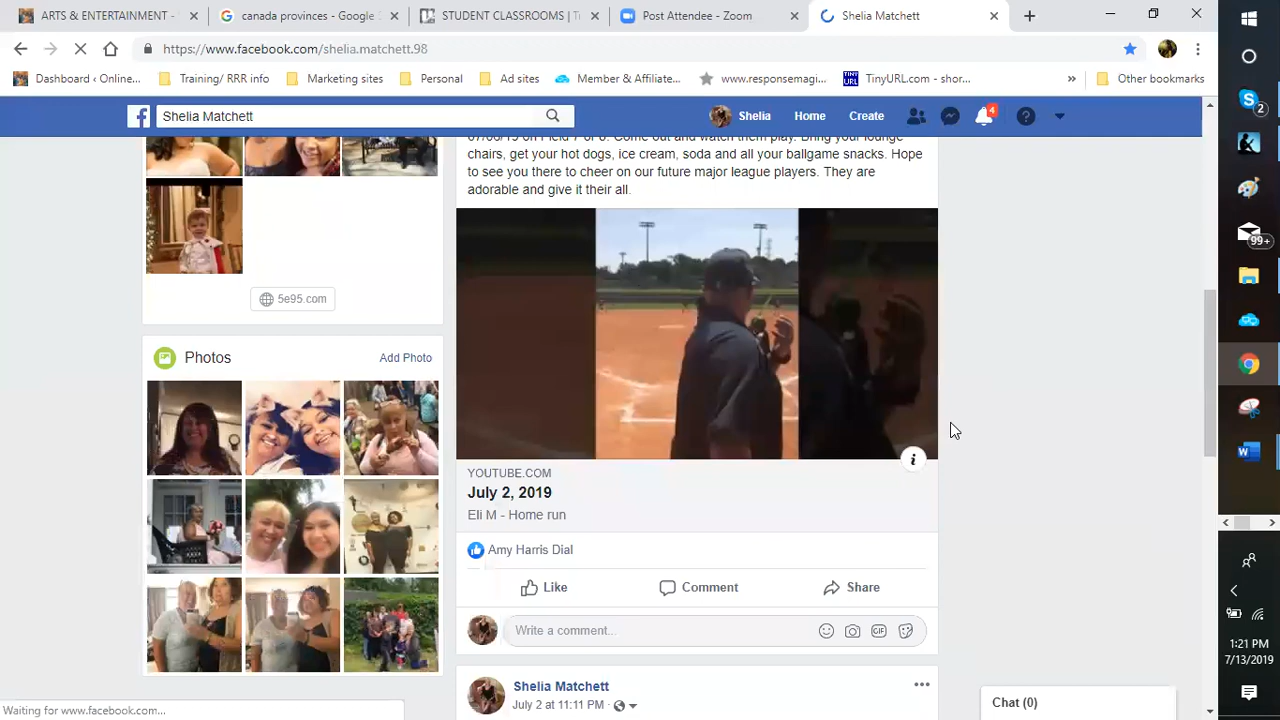 ARTS & ENTERTAINMENT -
canada provinces - Google
STUDENT CLASSROOMS | T
Post Attendee - Zoom
Shelia Matchett
https://www.facebook.com/shelia.matchett.98
Dashboard ‹ Online...
Training/ RRR info
Marketing sites
Personal
Ad sites
Member & Affiliate...
www.responsemagi...
TINY URL
TinyURL.com - shor...
»
Other bookmarks
Shelia Matchett
Shelia
Home
Create
4
chairs, get your hot dogs, ice cream, soda and all your ballgame snacks. Hope
to see you there to cheer on our future major league players. They are
adorable and give it their all.
5e95.com
Photos
Add Photo
YOUTUBE.COM
July 2, 2019
Eli M - Home run
Amy Harris Dial
Like
Comment
Share
Write a comment...
GIF
Shelia Matchett
July 2 at 11:11 PM ·
Chat (0)
Waiting for www.facebook.com...
2
99+
1:21 PM
7/13/2019